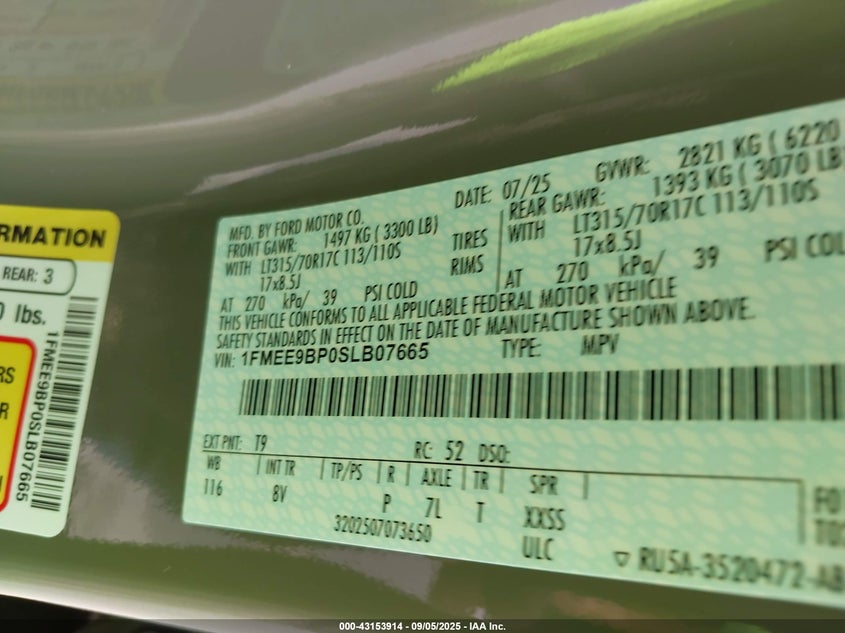 RMATION
REAR: 3
0 lbs.
RS
R
1FMEE9BP0SLB07665
MFD. BY FORD MOTOR CO.
DATE: 07/25
GVWR: 2821 KG ( 6220
FRONT GAWR: 1497 KG ( 3300 LB)
REAR GAWR: 1393 KG ( 3070 LB)
WITH LT315/70R17C 113/110S TIRES WITH LT315/70R17C 113/110S
17x8.5J RIMS 17x8.5J
AT 270 kPa/ 39 PSI COLD AT 270 kPa/ 39 PSI COL
THIS VEHICLE CONFORMS TO ALL APPLICABLE FEDERAL MOTOR VEHICLE
SAFETY STANDARDS IN EFFECT ON THE DATE OF MANUFACTURE SHOWN ABOVE.
VIN: 1FMEE9BP0SLB07665 TYPE: MPV
EXT PNT: T9 RC: 52 DSO:
WB INT TR TP/PS R AXLE TR SPR
116 8V P 7L T XXSS
3202507073650 ULC
FO
TO
▽ RU5A-3520472-AB
000-43153914 - 09/05/2025 - IAA Inc.